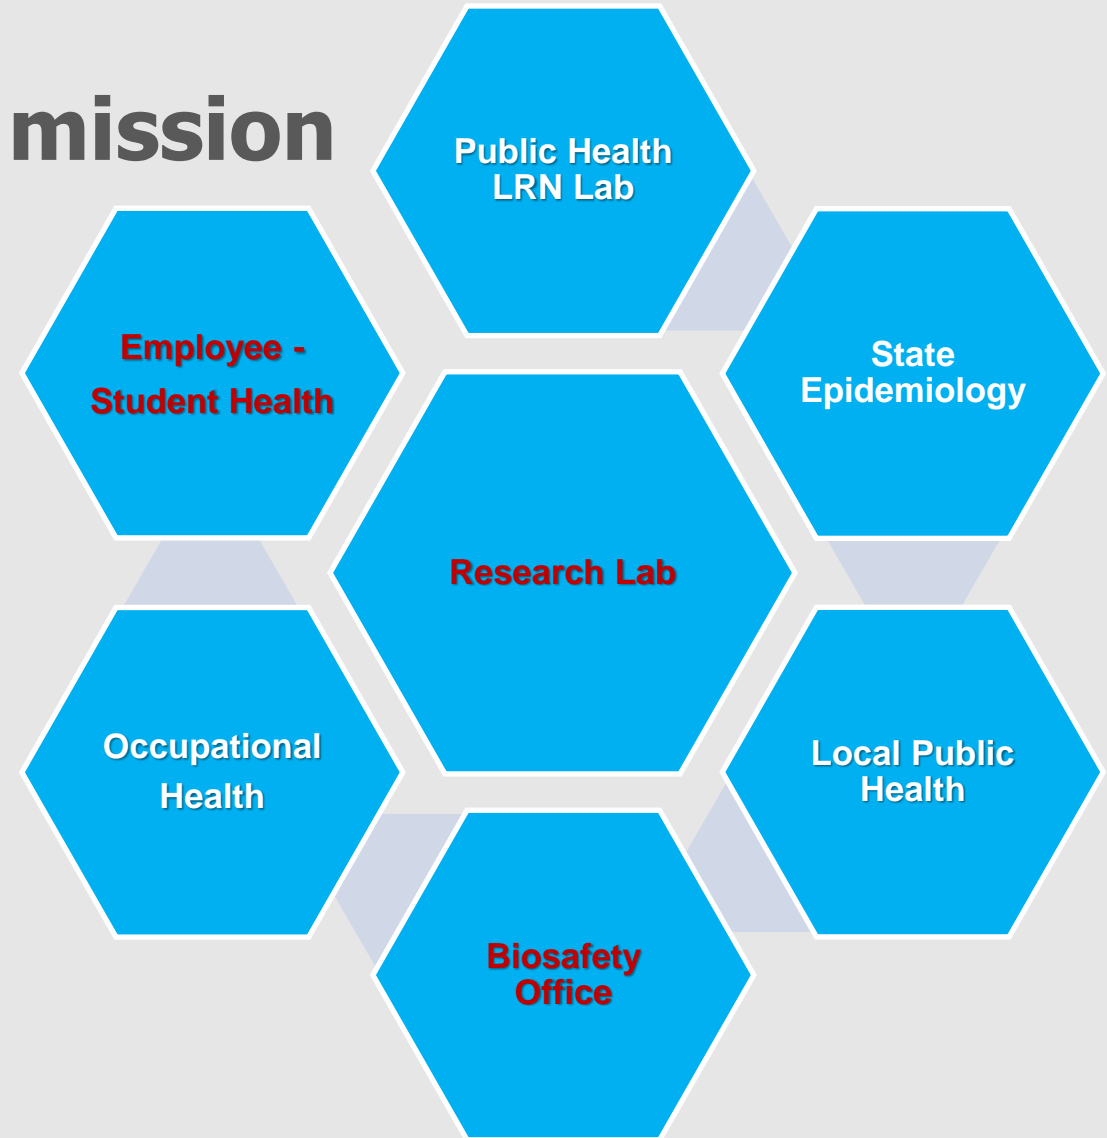 mission
Public Health
LRN Lab
Employee -
Student Health
State
Epidemiology
Research Lab
Occupational
Health
Local Public
Health
Biosafety
Office